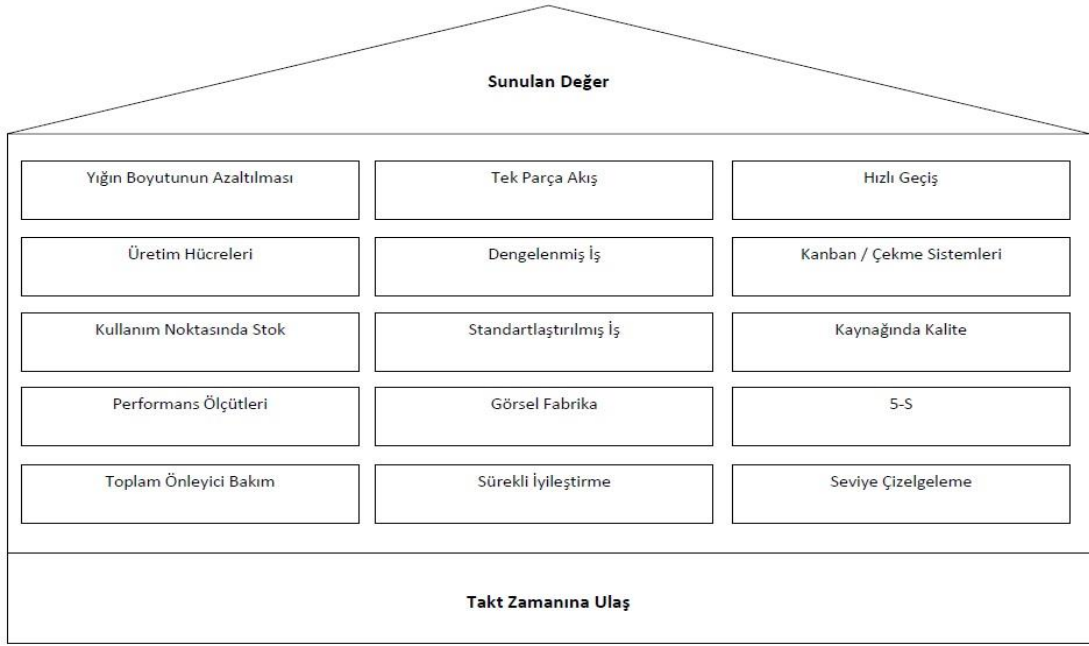 Sunulan Değer
Yığın Boyutunun Azaltılması
Tek Parça Akış
Hızlı Geçiş
Üretim Hücreleri
Dengelenmiş İş
Kanban / Çekme Sistemleri
Kullanım Noktasında Stok
Standartlaştırılmış İş
Kaynağında Kalite
Performans Ölçütleri
Görsel Fabrika
5-S
Toplam Önleyici Bakım
Sürekli İyileştirme
Seviye Çizelgeleme
Takt Zamanına Ulaş